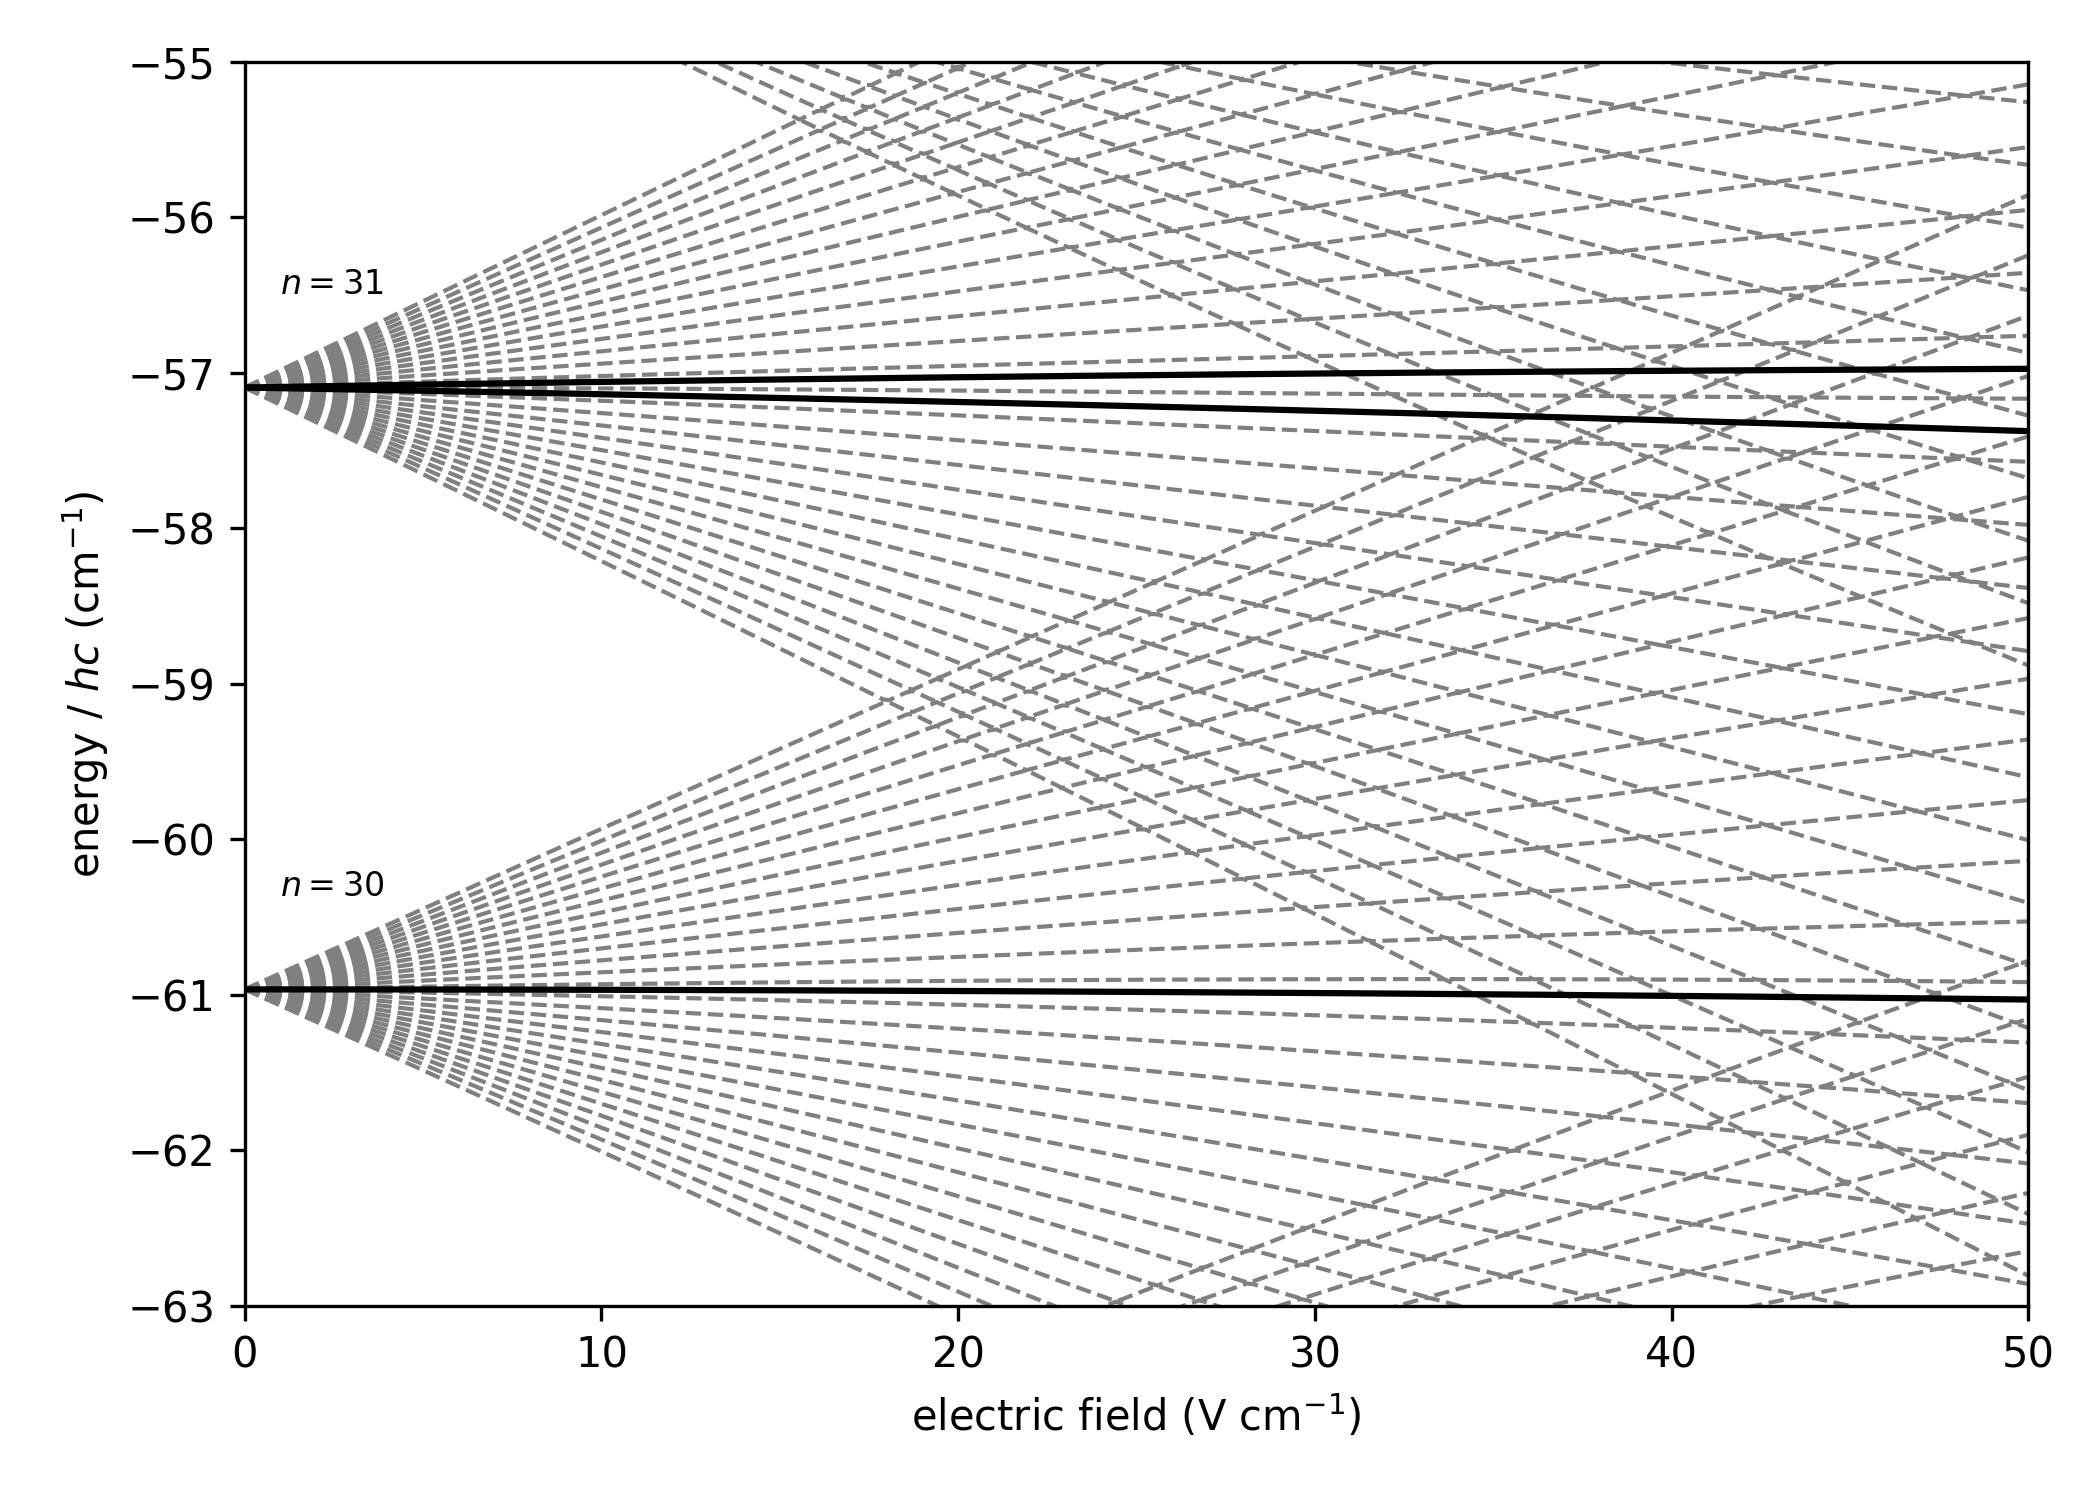 −55
−56
n = 31
−57
−58
energy / hc (cm⁻¹)
−59
−60
n = 30
−61
−62
−63
0 10 20 30 40 50
electric field (V cm⁻¹)